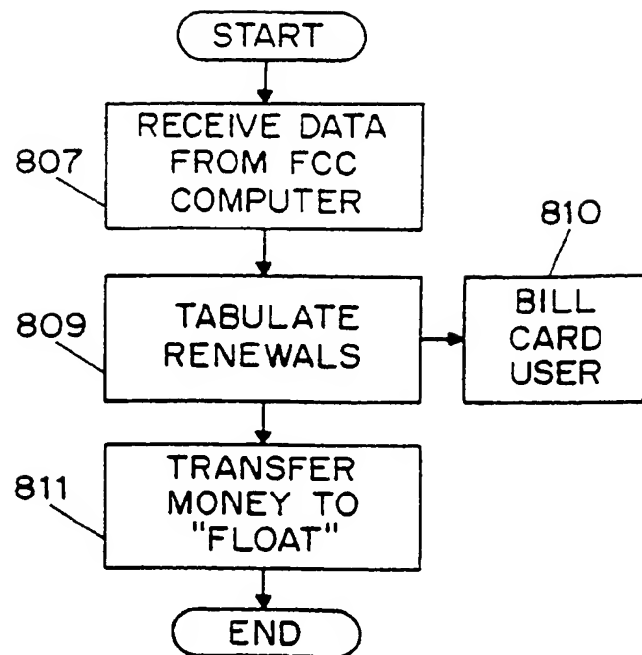 START
807
RECEIVE DATA
FROM FCC
COMPUTER
809
TABULATE
RENEWALS
810
BILL
CARD
USER
811
TRANSFER
MONEY TO
"FLOAT"
END